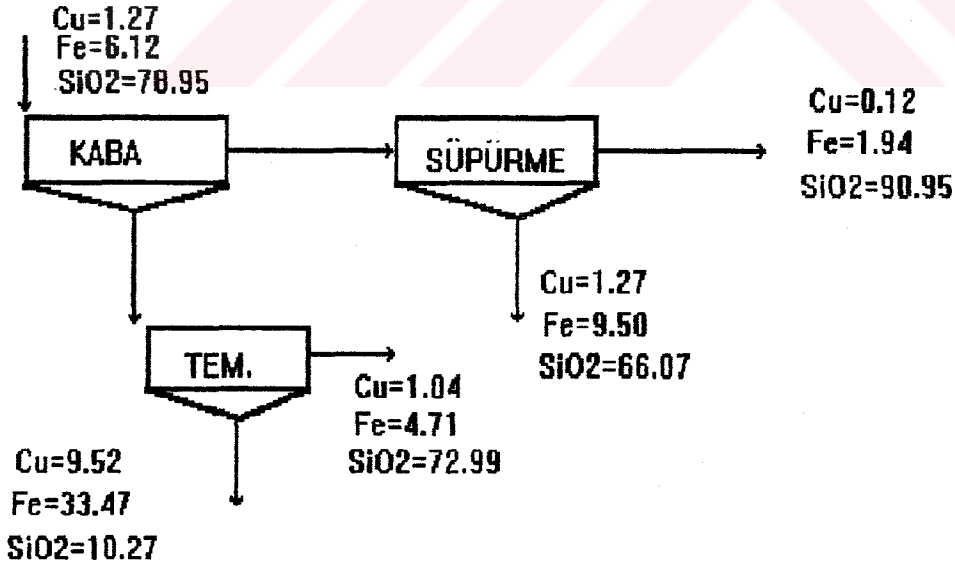 Cu=1.27
Fe=6.12
SiO2=78.95
KABA
SÜPÜRME
Cu=0.12
Fe=1.94
SiO2=90.95
Cu=1.27
Fe=9.50
SiO2=66.07
TEM.
Cu=1.04
Fe=4.71
SiO2=72.99
Cu=9.52
Fe=33.47
SiO2=10.27